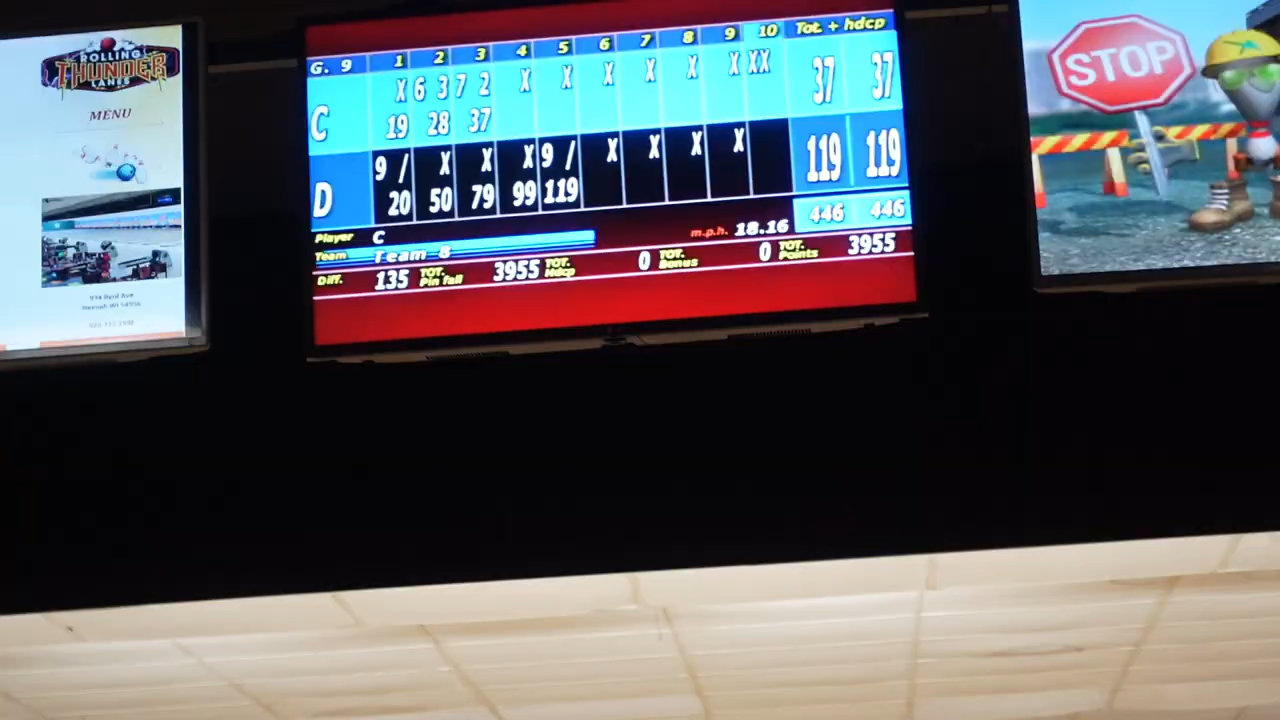 ROLLING
THUNDER
LANES
MENU
G. 9 1 2 3 4 5 6 7 8 9 10 Tot. + hdcp
C X 6 3 7 2 X X X X X X XX 37 37
19 28 37
D 9 / X X X 9 / X X X X 119 119
20 50 79 99 119
446 446
Player C m.p.h. 18.16
Team Team 8
Diff. 135 TOT. Pin fall 3955 TOT. Hdcp 0 TOT. Bonus 0 TOT. Points 3955
STOP